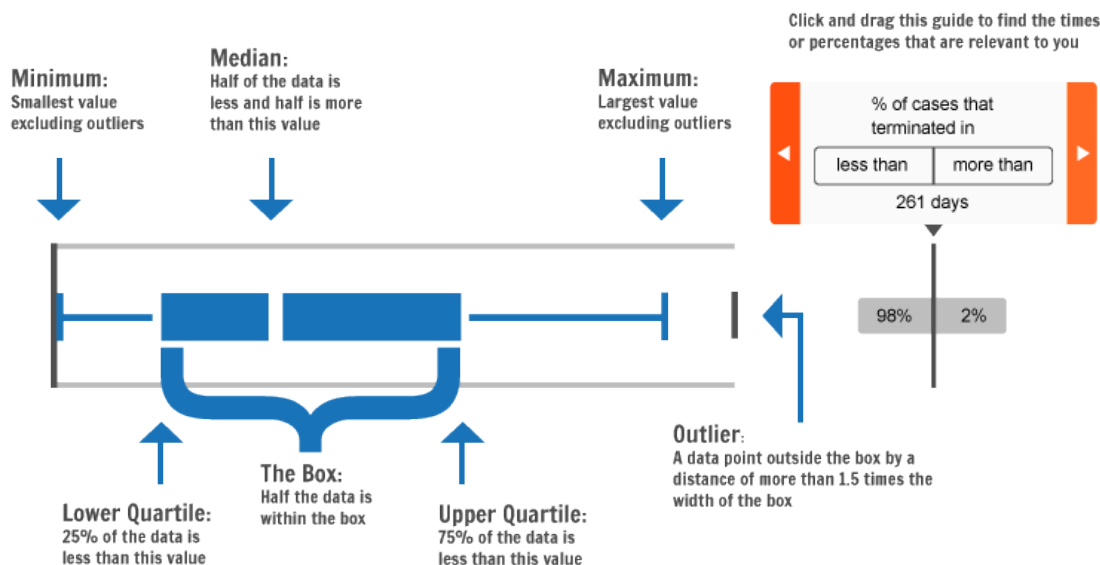 Click and drag this guide to find the times
or percentages that are relevant to you
Minimum:
Smallest value
excluding outliers
Median:
Half of the data is
less and half is more
than this value
Maximum:
Largest value
excluding outliers
% of cases that
terminated in
less than
more than
261 days
98%
2%
Lower Quartile:
25% of the data is
less than this value
The Box:
Half the data is
within the box
Upper Quartile:
75% of the data is
less than this value
Outlier:
A data point outside the box by a
distance of more than 1.5 times the
width of the box